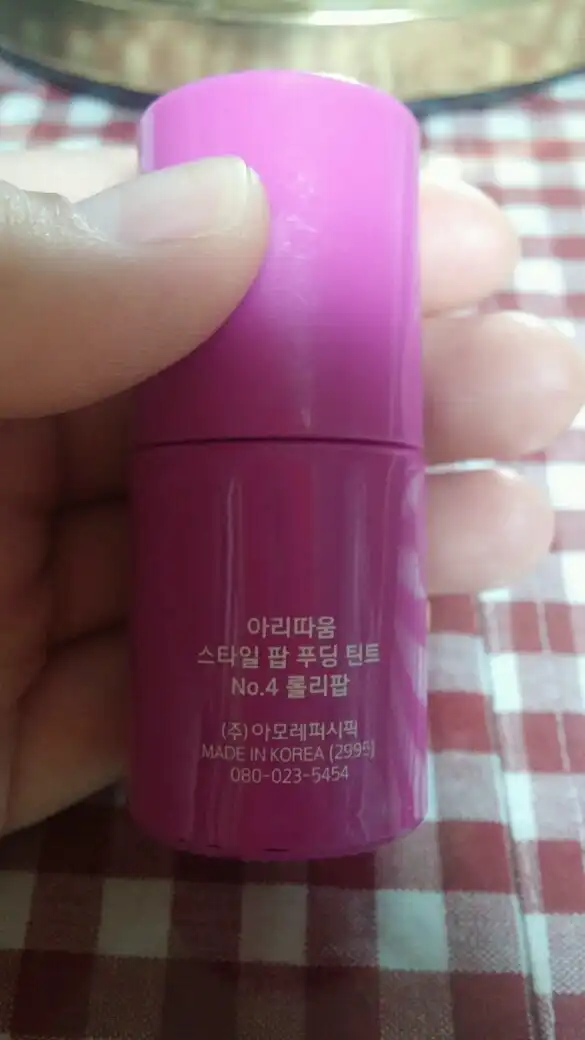 아리따움
스타일 팝 푸딩 틴트
No.4 롤리팝
(주)아모레퍼시픽
MADE IN KOREA (2995)
080-023-5454